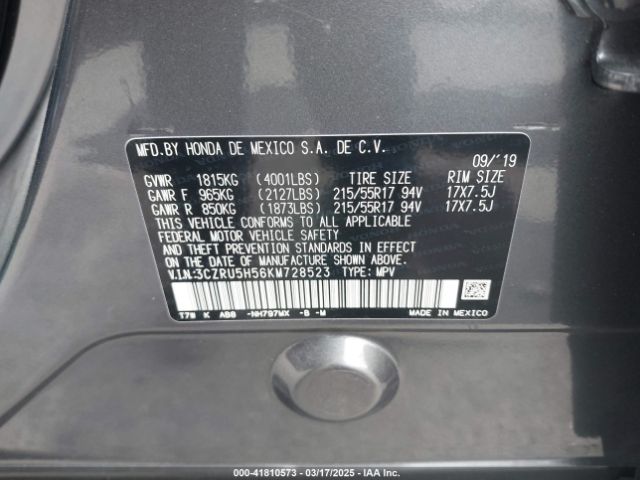 MFD.BY HONDA DE MEXICO S.A. DE C.V.
09/'19
GVWR 1815KG (4001LBS) TIRE SIZE RIM SIZE
GAWR F 965KG (2127LBS) 215/55R17 94V 17X7.5J
GAWR R 850KG (1873LBS) 215/55R17 94V 17X7.5J
THIS VEHICLE CONFORMS TO ALL APPLICABLE
FEDERAL MOTOR VEHICLE SAFETY
AND THEFT PREVENTION STANDARDS IN EFFECT
ON THE DATE OF MANUFACTURE SHOWN ABOVE.
V.I.N:3CZRU5H56KM728523 TYPE: MPV
T7W K ABB -NH797MX -B -M
MADE IN MEXICO
000-41810573 — 03/17/2025 — IAAI.com